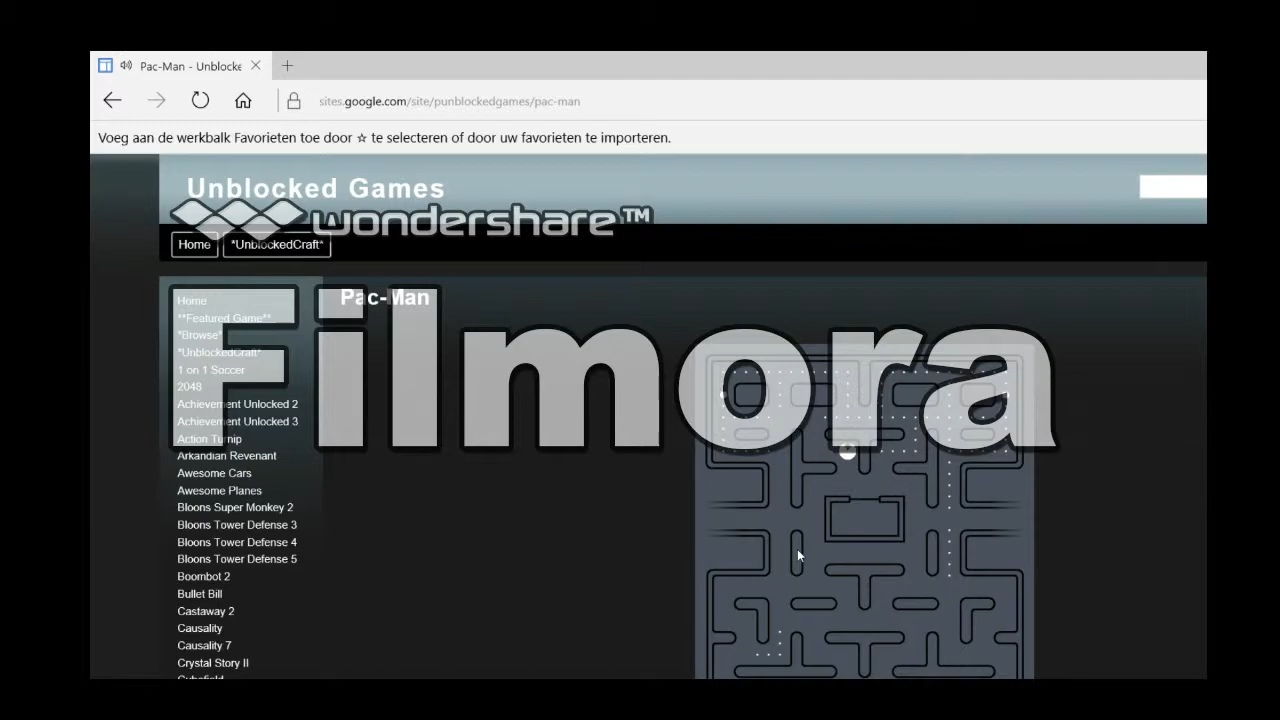 Pac-Man - Unblocke
sites.google.com/site/punblockedgames/pac-man
Voeg aan de werkbalk Favorieten toe door ☆ te selecteren of door uw favorieten te importeren.
Unblocked Games
wondershare™
Home
*UnblockedCraft*
Filmora
Pac-Man
Home
**Featured Game**
*Browse*
*UnblockedCraft*
1 on 1 Soccer
2048
Achievement Unlocked 2
Achievement Unlocked 3
Action Turnip
Arkandian Revenant
Awesome Cars
Awesome Planes
Bloons Super Monkey 2
Bloons Tower Defense 3
Bloons Tower Defense 4
Bloons Tower Defense 5
Boombot 2
Bullet Bill
Castaway 2
Causality
Causality 7
Crystal Story II